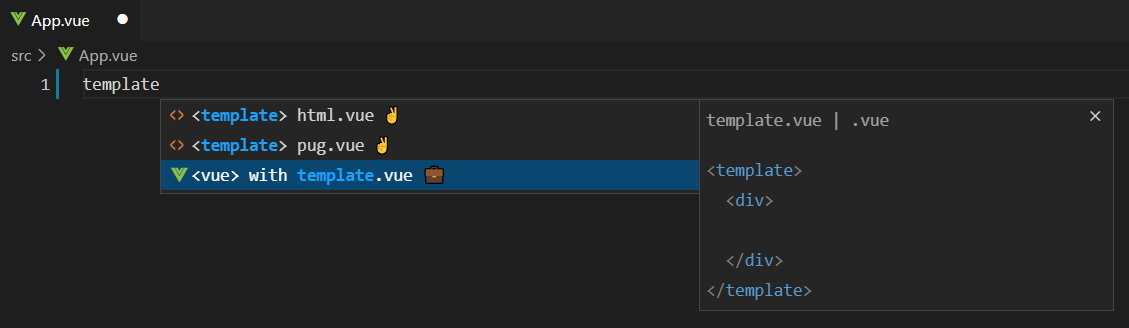 App.vue
src > App.vue
1 template
<template> html.vue ✌
<template> pug.vue ✌
<vue> with template.vue 💼
template.vue | .vue
<template>
<div>
</div>
</template>